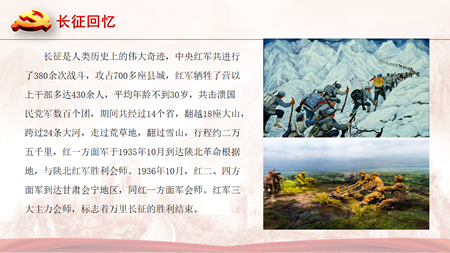 长征回忆
长征是人类历史上的伟大奇迹，中央红军共进行
了380余次战斗，攻占700多座县城，红军牺牲了营以
上干部多达430余人，平均年龄不到30岁，共击溃国
民党军数百个团，期间共经过14个省，翻越18座大山，
跨过24条大河，走过荒草地，翻过雪山，行程约二万
五千里，红一方面军于1935年10月到达陕北革命根据
地，与陕北红军胜利会师。1936年10月，红二、四方
面军到达甘肃会宁地区，同红一方面军会师。红军三
大主力会师，标志着万里长征的胜利结束。